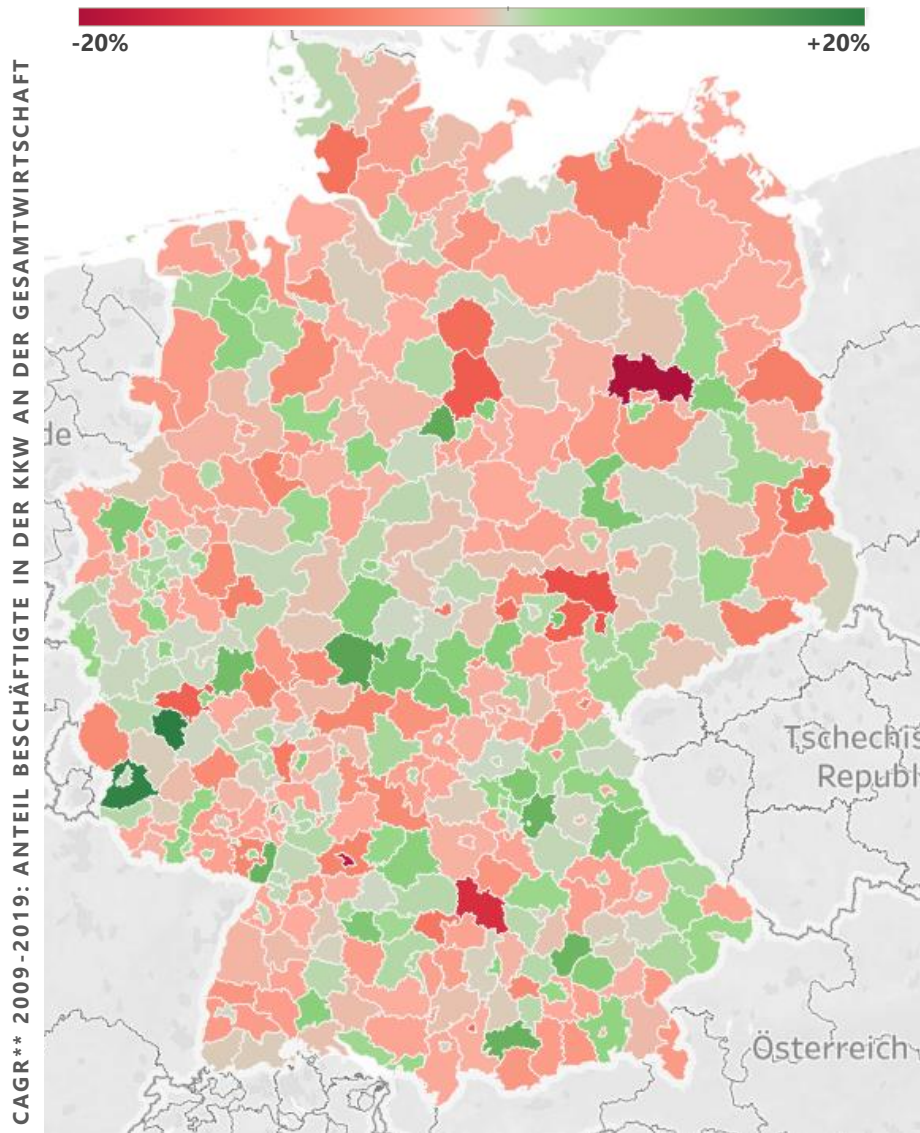 -20%
+20%
CAGR** 2009-2019: ANTEIL BESCHÄFTIGTE IN DER KKW AN DER GESAMTWIRTSCHAFT
de
Tschechis
Republ
Österreich